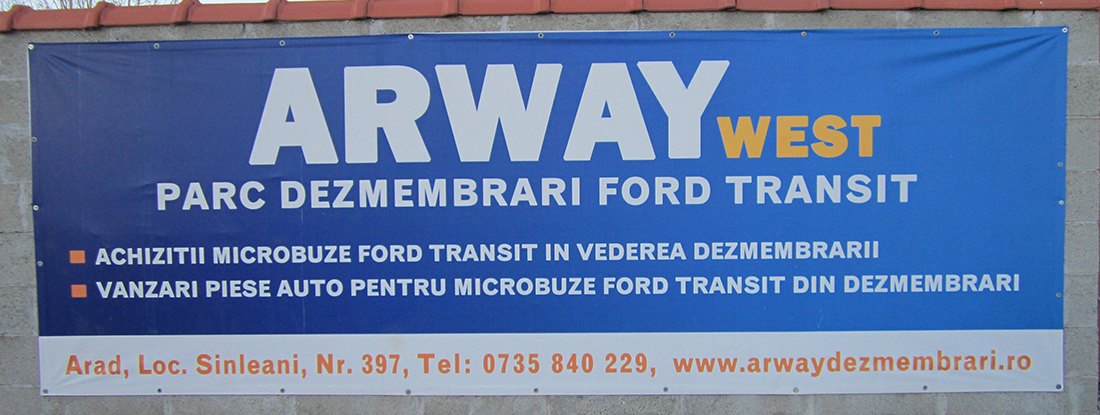 ARWAY WEST
PARC DEZMEMBRARI FORD TRANSIT
ACHIZITII MICROBUZE FORD TRANSIT IN VEDEREA DEZMEMBRARII
VANZARI PIESE AUTO PENTRU MICROBUZE FORD TRANSIT DIN DEZMEMBRARI
Arad, Loc. Sinleani, Nr. 397, Tel: 0735 840 229, www.arwaydezmembrari.ro